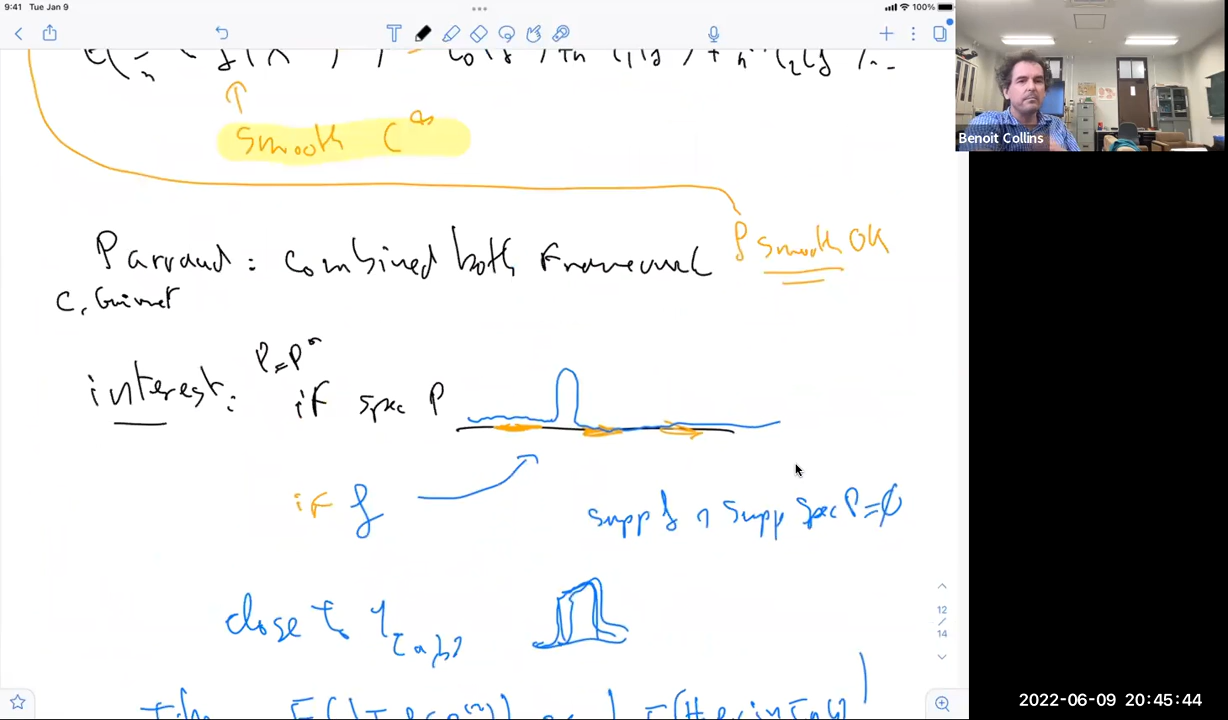 9:41 Tue Jan 9
100%
Smooth C^∞
Parraud : Combined both Framework
f smooth OK
C, Guionnet
interest :
P=P*
if spec P
if f
supp f ∩ supp spec P = ∅
close to 1_[a,b]
12
14
Benoit Collins
2022-06-09 20:45:44